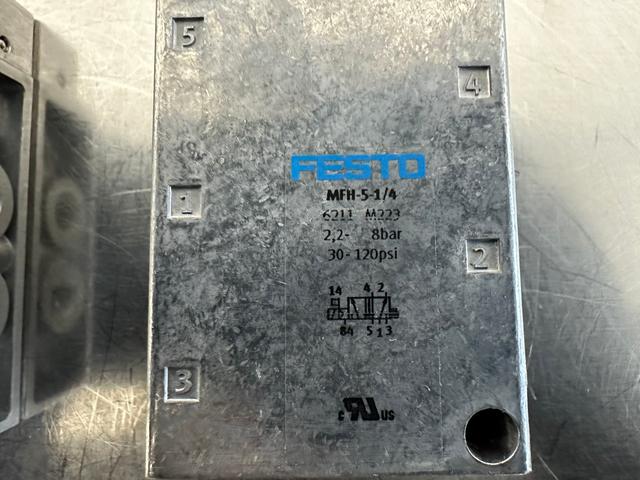 5
4
FESTO
MFH-5-1/4
6211 M223
1
2,2- 8bar
30-120psi
2
14 4 2
84 5 1 3
3
c RU US